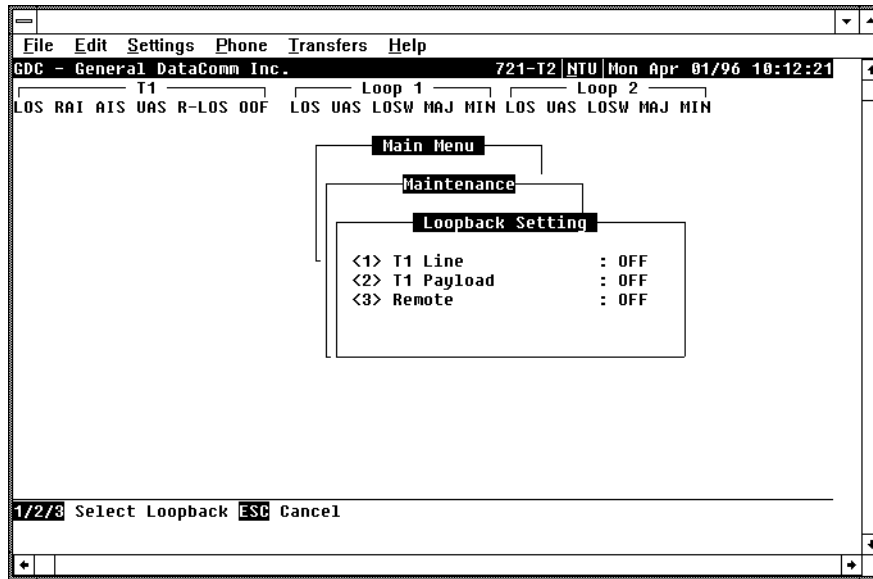 File Edit Settings Phone Transfers Help
GDC - General DataComm Inc. 721-T2|NTU|Mon Apr 01/96 10:12:21
T1 Loop 1 Loop 2
LOS RAI AIS UAS R-LOS OOF LOS UAS LOSW MAJ MIN LOS UAS LOSW MAJ MIN
Main Menu
Maintenance
Loopback Setting
<1> T1 Line : OFF
<2> T1 Payload : OFF
<3> Remote : OFF
1/2/3 Select Loopback ESC Cancel